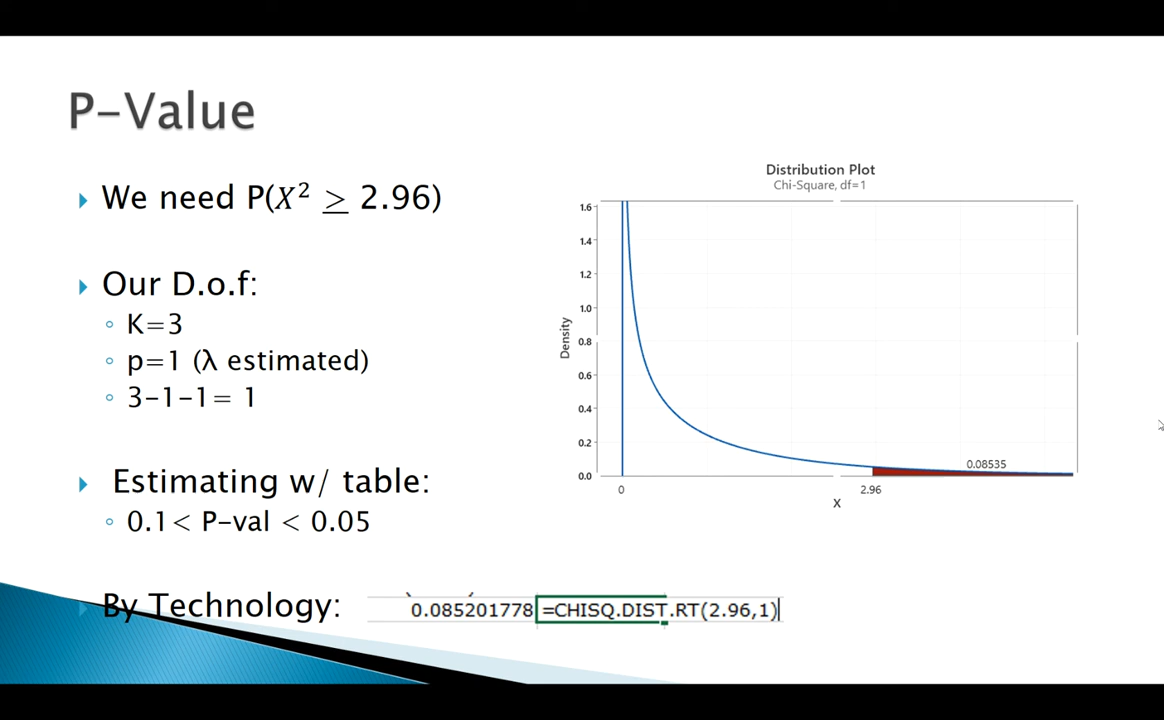 P-Value
We need P(X² ≥ 2.96)
Our D.o.f:
K=3
p=1 (λ estimated)
3-1-1= 1
Estimating w/ table:
0.1< P-val < 0.05
By Technology:
0.085201778 =CHISQ.DIST.RT(2.96,1)
Distribution Plot
Chi-Square, df=1
Density
1.6
1.4
1.2
1.0
0.8
0.6
0.4
0.2
0.0
0.08535
0
2.96
X